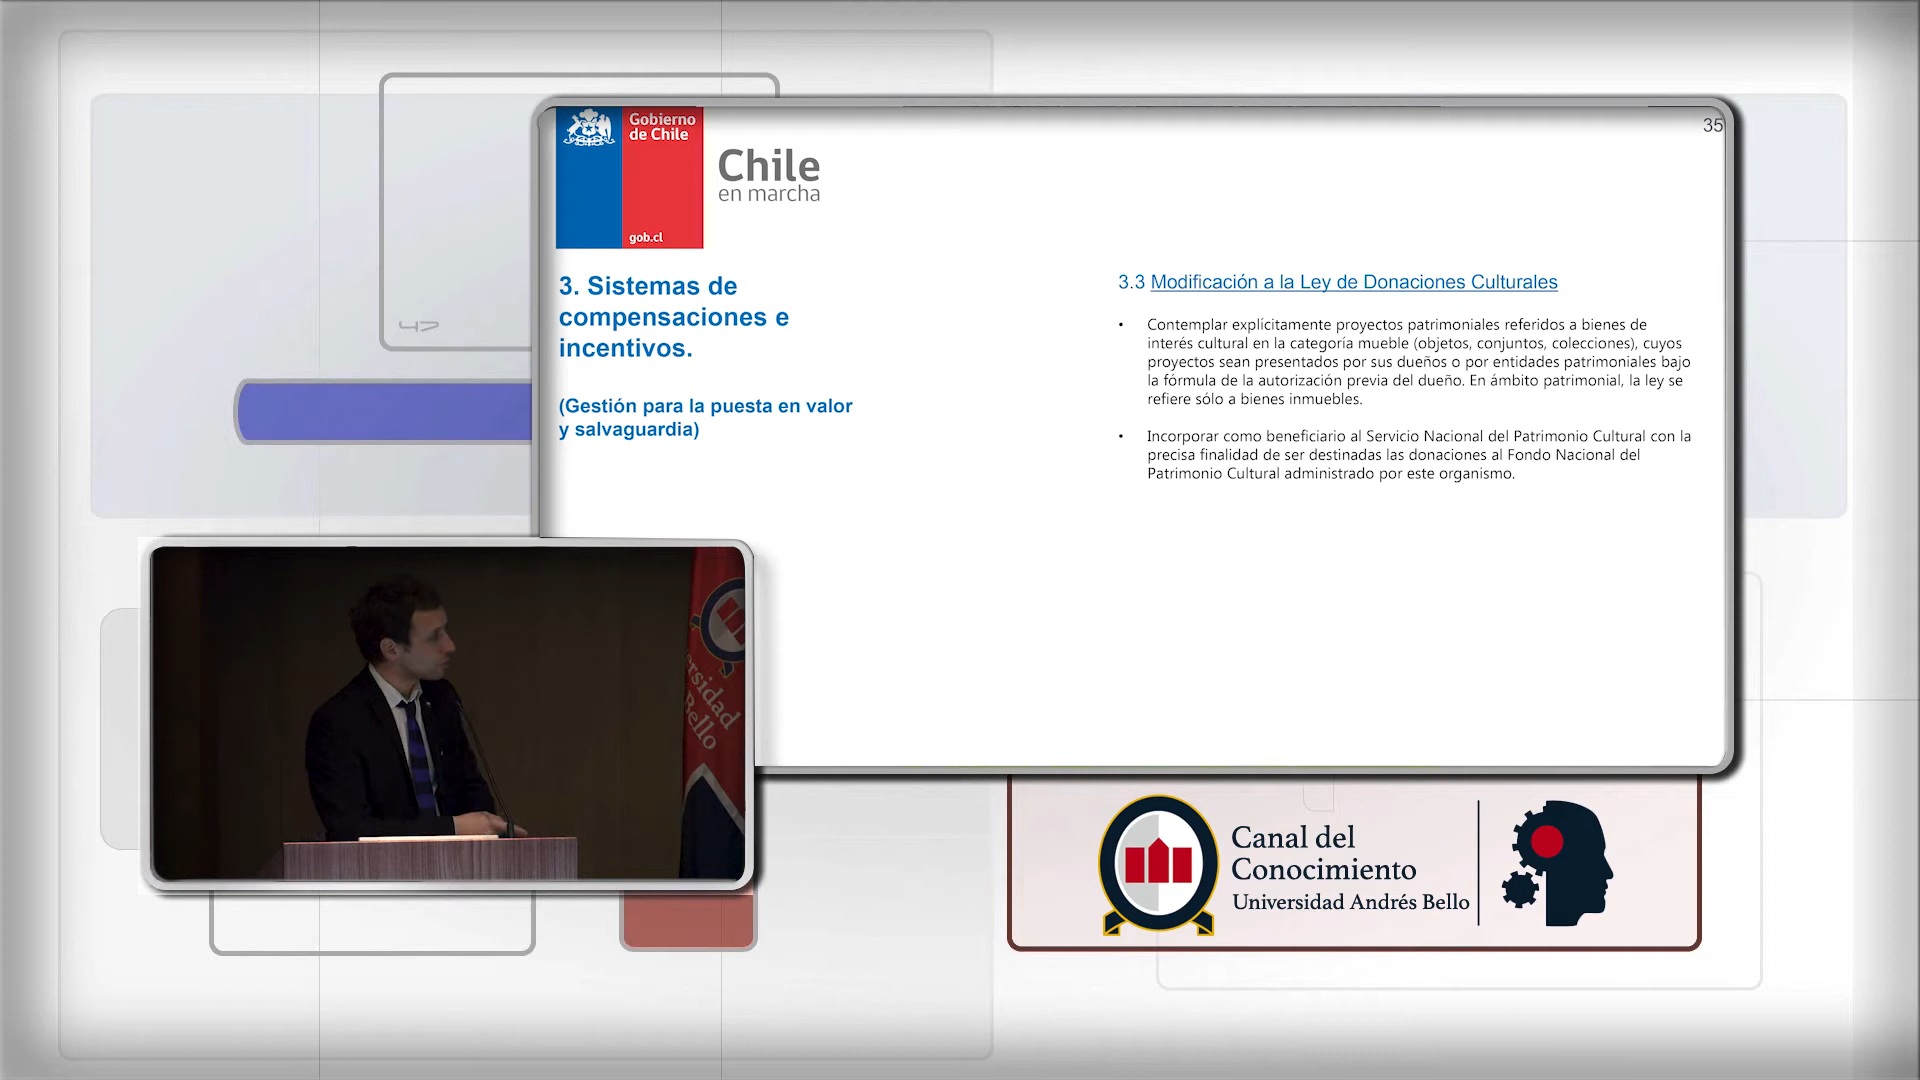 Gobierno
de Chile
gob.cl
Chile
en marcha
35
3. Sistemas de
compensaciones e
incentivos.
(Gestión para la puesta en valor
y salvaguardia)
3.3 Modificación a la Ley de Donaciones Culturales
• Contemplar explícitamente proyectos patrimoniales referidos a bienes de
interés cultural en la categoría mueble (objetos, conjuntos, colecciones), cuyos
proyectos sean presentados por sus dueños o por entidades patrimoniales bajo
la fórmula de la autorización previa del dueño. En ámbito patrimonial, la ley se
refiere sólo a bienes inmuebles.
• Incorporar como beneficiario al Servicio Nacional del Patrimonio Cultural con la
precisa finalidad de ser destinadas las donaciones al Fondo Nacional del
Patrimonio Cultural administrado por este organismo.
ersidad
Bello
Canal del
Conocimiento
Universidad Andrés Bello